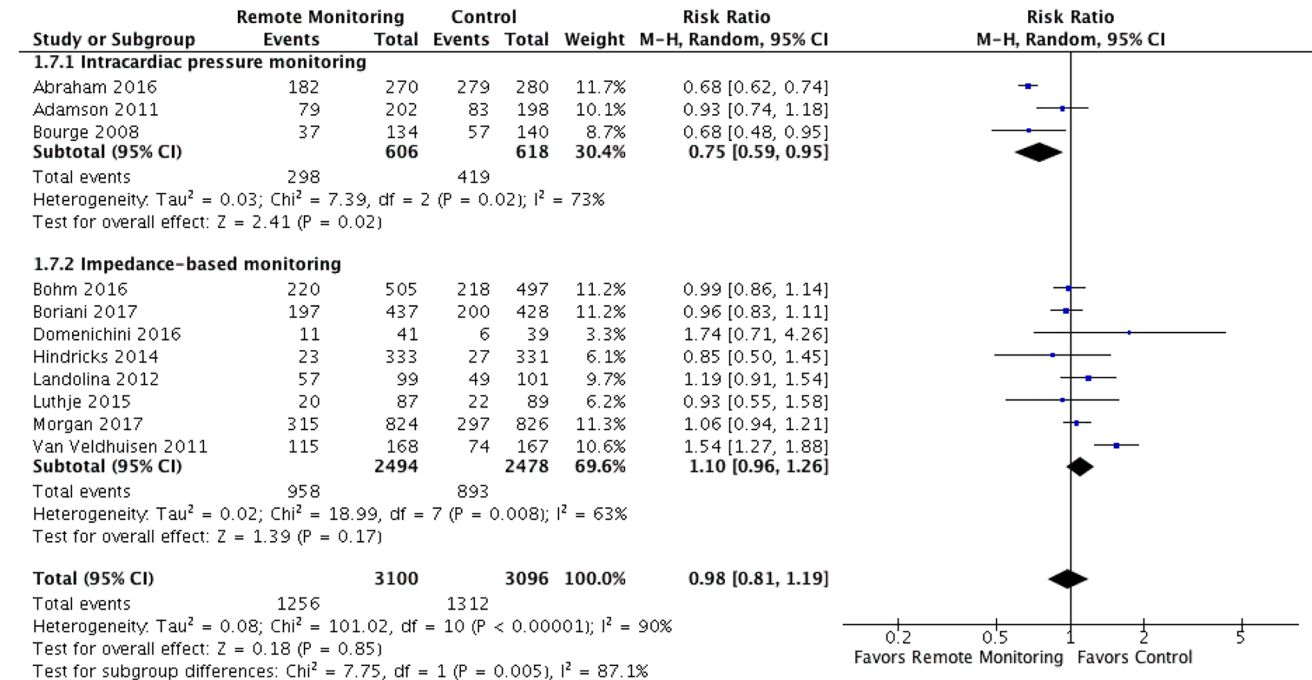 Remote Monitoring Control Risk Ratio Risk Ratio
Study or Subgroup Events Total Events Total Weight M-H, Random, 95% CI M-H, Random, 95% CI
1.7.1 Intracardiac pressure monitoring
Abraham 2016 182 270 279 280 11.7% 0.68 [0.62, 0.74]
Adamson 2011 79 202 83 198 10.1% 0.93 [0.74, 1.18]
Bourge 2008 37 134 57 140 8.7% 0.68 [0.48, 0.95]
Subtotal (95% CI) 606 618 30.4% 0.75 [0.59, 0.95]
Total events 298 419
Heterogeneity: Tau² = 0.03; Chi² = 7.39, df = 2 (P = 0.02); I² = 73%
Test for overall effect: Z = 2.41 (P = 0.02)
1.7.2 Impedance-based monitoring
Bohm 2016 220 505 218 497 11.2% 0.99 [0.86, 1.14]
Boriani 2017 197 437 200 428 11.2% 0.96 [0.83, 1.11]
Domenichini 2016 11 41 6 39 3.3% 1.74 [0.71, 4.26]
Hindricks 2014 23 333 27 331 6.1% 0.85 [0.50, 1.45]
Landolina 2012 57 99 49 101 9.7% 1.19 [0.91, 1.54]
Luthje 2015 20 87 22 89 6.2% 0.93 [0.55, 1.58]
Morgan 2017 315 824 297 826 11.3% 1.06 [0.94, 1.21]
Van Veldhuisen 2011 115 168 74 167 10.6% 1.54 [1.27, 1.88]
Subtotal (95% CI) 2494 2478 69.6% 1.10 [0.96, 1.26]
Total events 958 893
Heterogeneity: Tau² = 0.02; Chi² = 18.99, df = 7 (P = 0.008); I² = 63%
Test for overall effect: Z = 1.39 (P = 0.17)
Total (95% CI) 3100 3096 100.0% 0.98 [0.81, 1.19]
Total events 1256 1312
Heterogeneity: Tau² = 0.08; Chi² = 101.02, df = 10 (P < 0.00001); I² = 90%
Test for overall effect: Z = 0.18 (P = 0.85)
Test for subgroup differences: Chi² = 7.75, df = 1 (P = 0.005), I² = 87.1%
0.2 0.5 1 2 5
Favors Remote Monitoring Favors Control